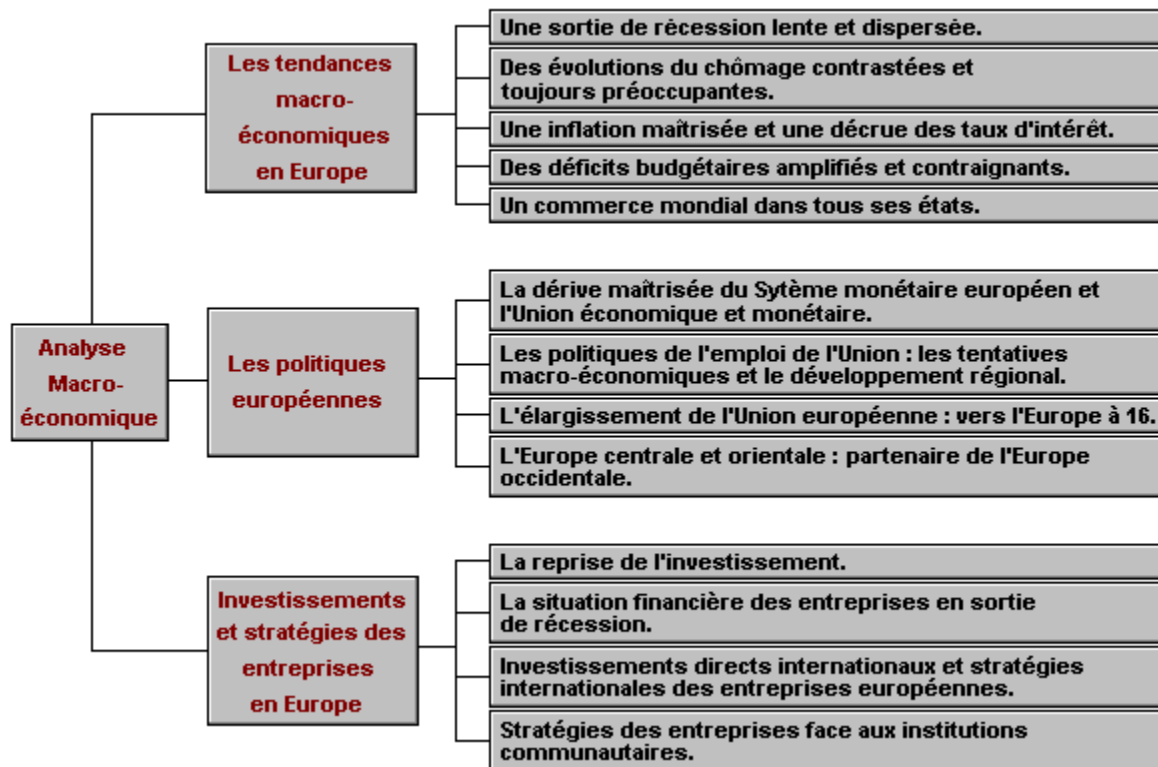 Analyse
Macro-
économique
Les tendances
macro-
économiques
en Europe
Une sortie de récession lente et dispersée.
Des évolutions du chômage contrastées et
toujours préoccupantes.
Une inflation maîtrisée et une décrue des taux d'intérêt.
Des déficits budgétaires amplifiés et contraignants.
Un commerce mondial dans tous ses états.
Les politiques
européennes
La dérive maîtrisée du Sytème monétaire européen et
l'Union économique et monétaire.
Les politiques de l'emploi de l'Union : les tentatives
macro-économiques et le développement régional.
L'élargissement de l'Union européenne : vers l'Europe à 16.
L'Europe centrale et orientale : partenaire de l'Europe
occidentale.
Investissements
et stratégies des
entreprises
en Europe
La reprise de l'investissement.
La situation financière des entreprises en sortie
de récession.
Investissements directs internationaux et stratégies
internationales des entreprises européennes.
Stratégies des entreprises face aux institutions
communautaires.